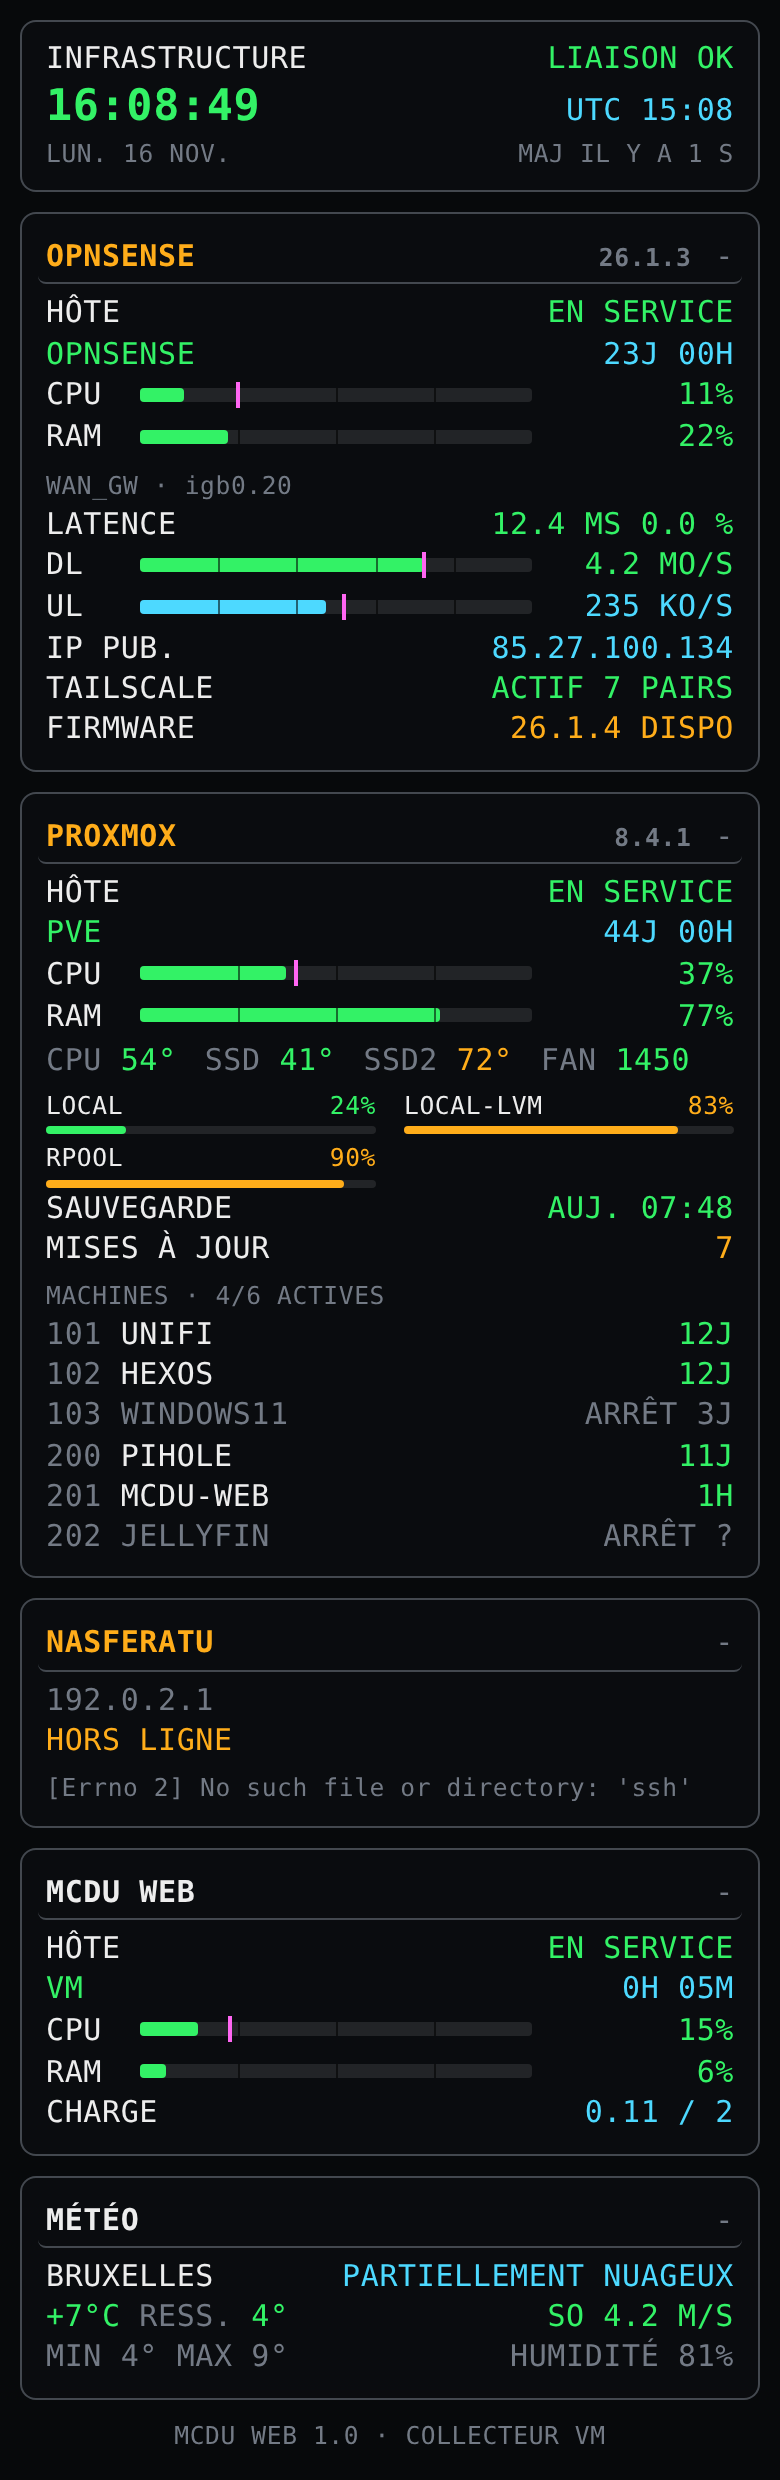 INFRASTRUCTURE LIAISON OK
16:08:49 UTC 15:08
LUN. 16 NOV. MAJ IL Y A 1 S
OPNSENSE 26.1.3 -
HÔTE EN SERVICE
OPNSENSE 23J 00H
CPU 11%
RAM 22%
WAN_GW · igb0.20
LATENCE 12.4 MS 0.0 %
DL 4.2 MO/S
UL 235 KO/S
IP PUB. 85.27.100.134
TAILSCALE ACTIF 7 PAIRS
FIRMWARE 26.1.4 DISPO
PROXMOX 8.4.1 -
HÔTE EN SERVICE
PVE 44J 00H
CPU 37%
RAM 77%
CPU 54° SSD 41° SSD2 72° FAN 1450
LOCAL 24% LOCAL-LVM 83%
RPOOL 90%
SAUVEGARDE AUJ. 07:48
MISES À JOUR 7
MACHINES · 4/6 ACTIVES
101 UNIFI 12J
102 HEXOS 12J
103 WINDOWS11 ARRÊT 3J
200 PIHOLE 11J
201 MCDU-WEB 1H
202 JELLYFIN ARRÊT ?
NASFERATU -
192.0.2.1
HORS LIGNE
[Errno 2] No such file or directory: 'ssh'
MCDU WEB -
HÔTE EN SERVICE
VM 0H 05M
CPU 15%
RAM 6%
CHARGE 0.11 / 2
MÉTÉO -
BRUXELLES PARTIELLEMENT NUAGEUX
+7°C RESS. 4° SO 4.2 M/S
MIN 4° MAX 9° HUMIDITÉ 81%
MCDU WEB 1.0 · COLLECTEUR VM